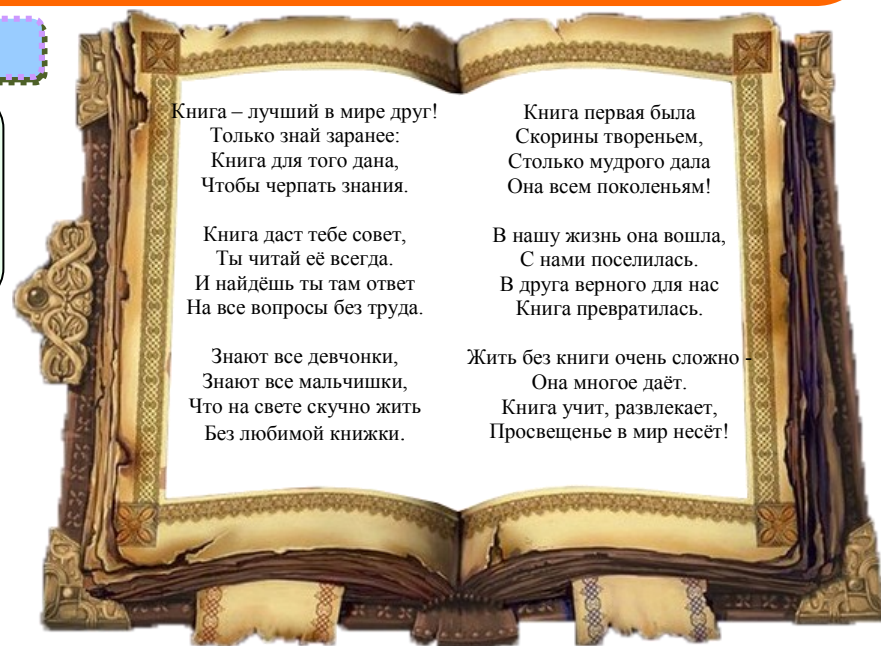 Книга – лучший в мире друг!
Только знай заранее:
Книга для того дана,
Чтобы черпать знания.

Книга даст тебе совет,
Ты читай её всегда.
И найдёшь ты там ответ
На все вопросы без труда.

Знают все девчонки,
Знают все мальчишки,
Что на свете скучно жить
Без любимой книжки.

Книга первая была
Скорины твореньем,
Столько мудрого дала
Она всем поколеньям!

В нашу жизнь она вошла,
С нами поселилась.
В друга верного для нас
Книга превратилась.

Жить без книги очень сложно -
Она многое даёт.
Книга учит, развлекает,
Просвещенье в мир несёт!